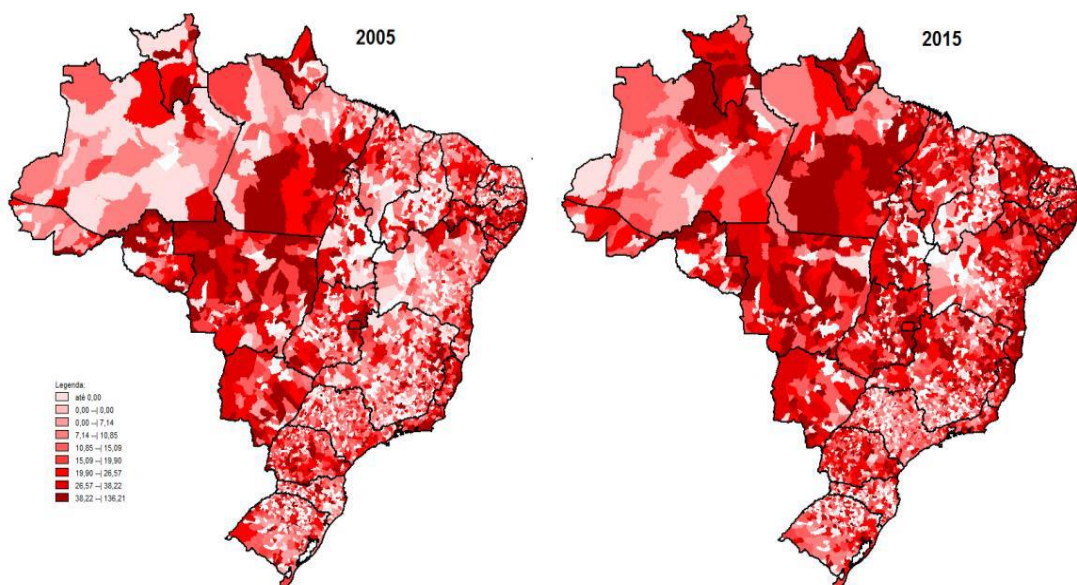 2005
2015
Legenda:
até 0,00
0,00 --| 0,00
0,00 --| 7,14
7,14 --| 10,85
10,85 --| 15,09
15,09 --| 19,90
19,90 --| 26,57
26,57 --| 38,22
38,22 --| 136,21